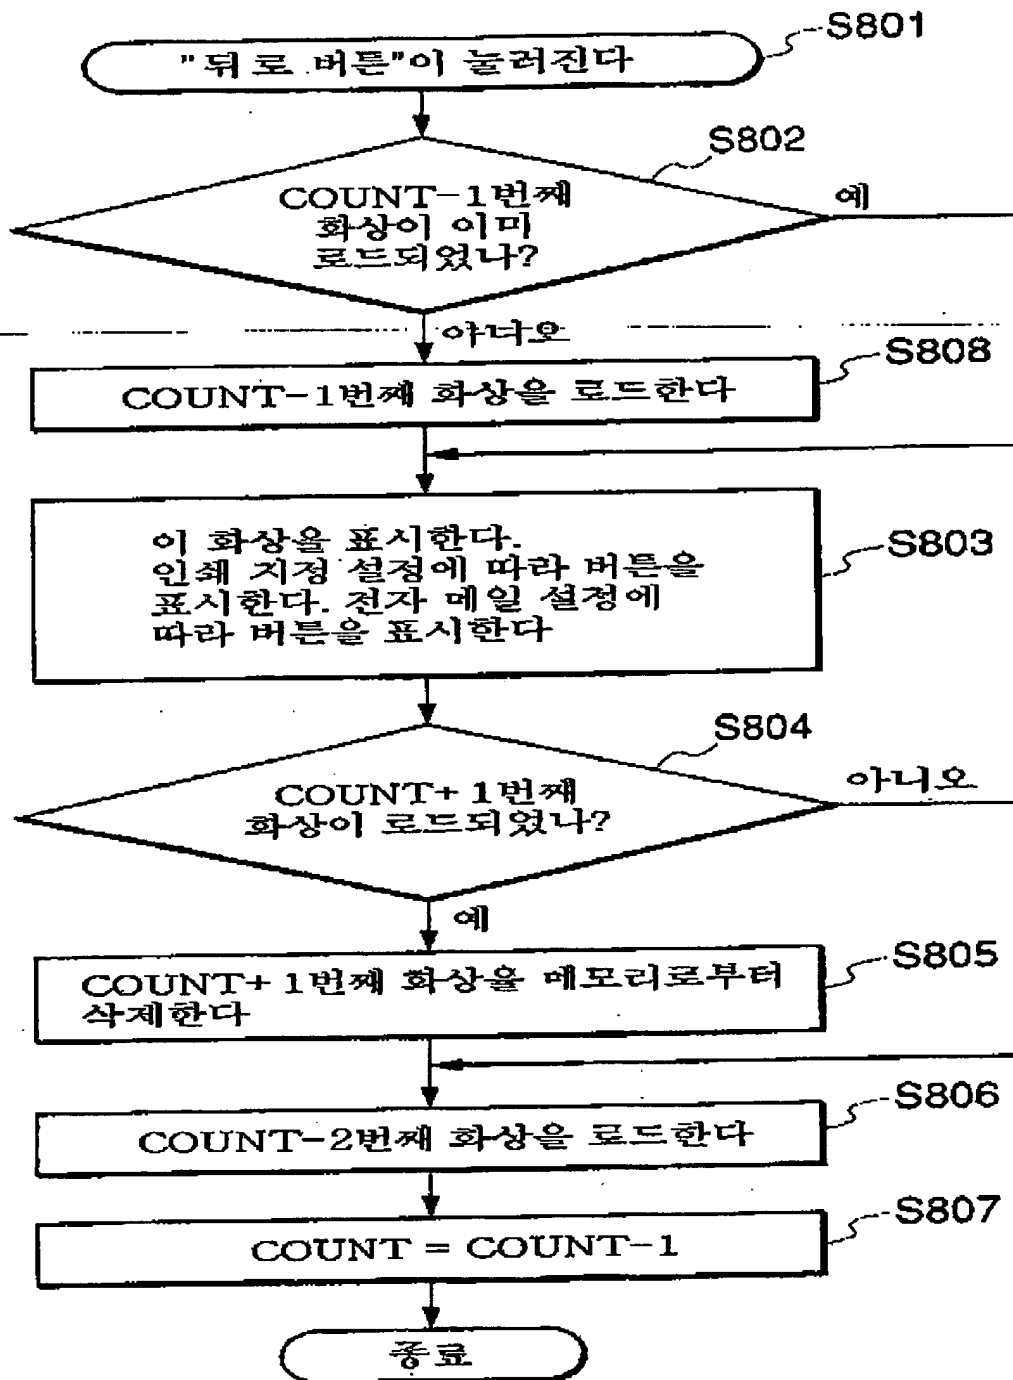 S801
"뒤로 버튼"이 눌러진다
S802
COUNT-1번째
화상이 이미
로드되었나?
예
아니오
S808
COUNT-1번째 화상을 로드한다
S803
이 화상을 표시한다.
인쇄 지정 설정에 따라 버튼을
표시한다. 전자 메일 설정에
따라 버튼을 표시한다
S804
COUNT+1번째
화상이 로드되었나?
아니오
예
S805
COUNT+1번째 화상을 메모리로부터
삭제한다
S806
COUNT-2번째 화상을 로드한다
S807
COUNT = COUNT-1
종료